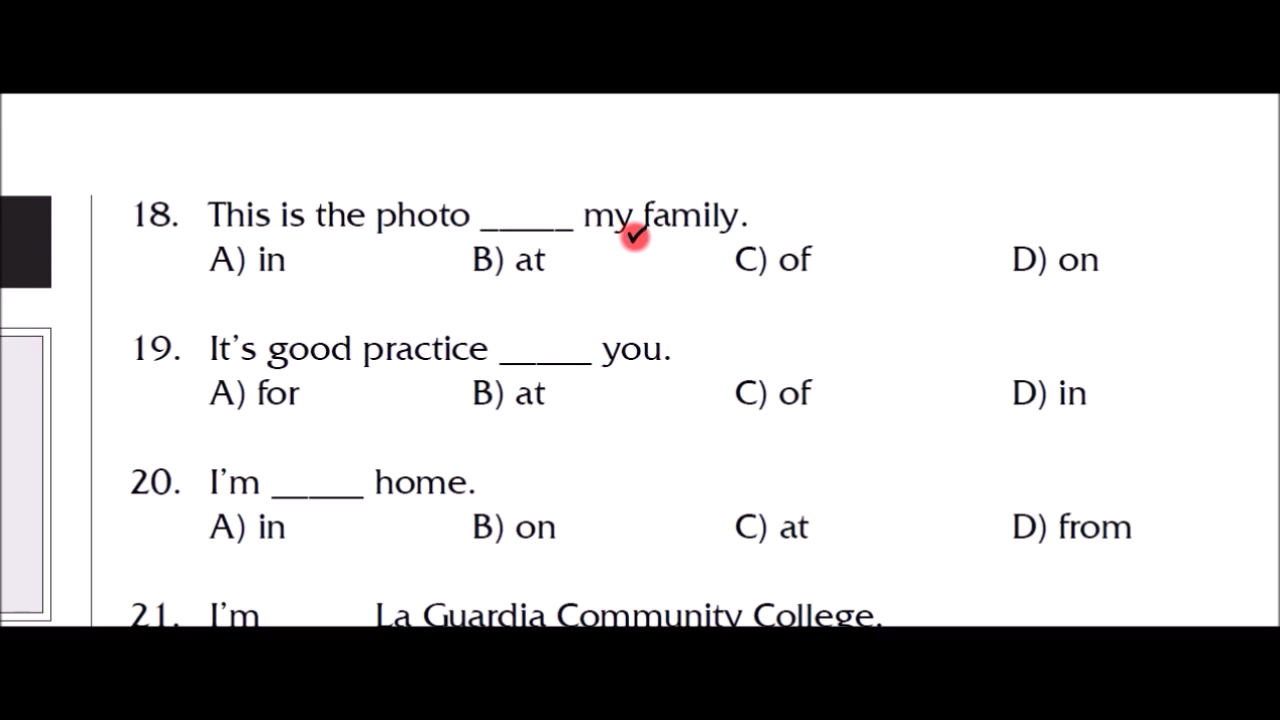 18. This is the photo _____ my family.
A) in B) at C) of D) on
19. It's good practice _____ you.
A) for B) at C) of D) in
20. I'm _____ home.
A) in B) on C) at D) from
21. I'm _____ La Guardia Community College.